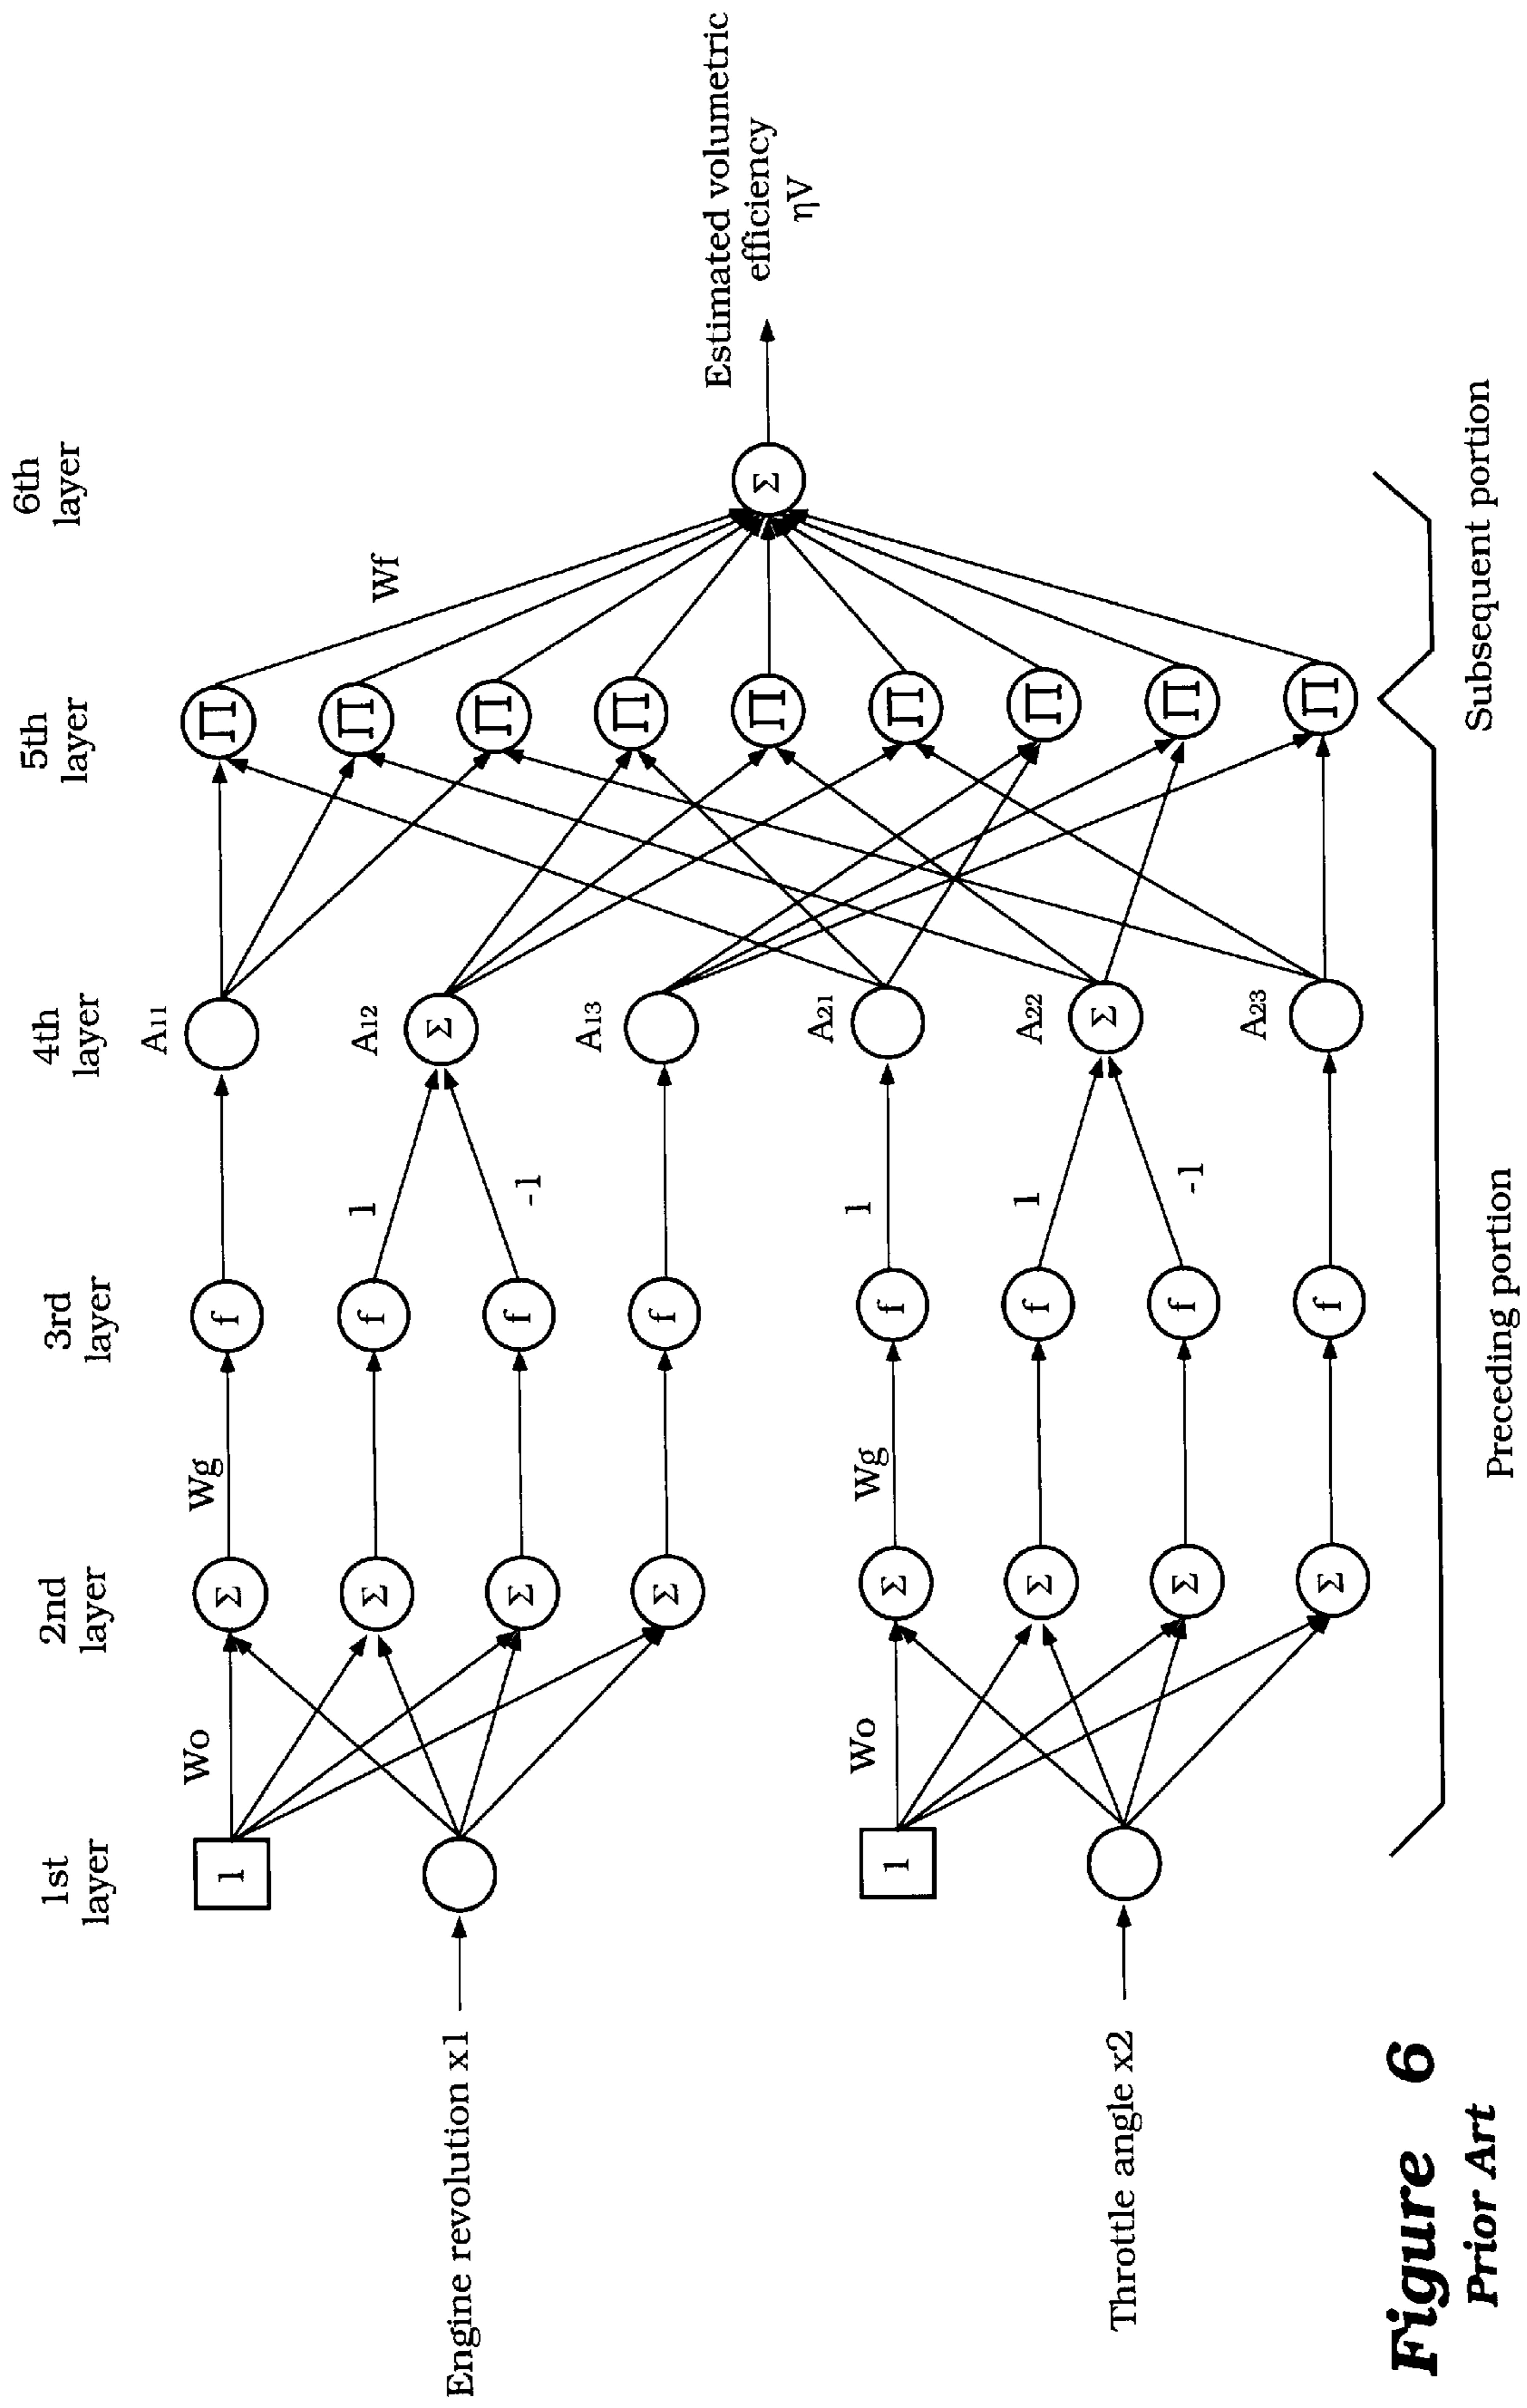 1st
layer
2nd
layer
3rd
layer
4th
layer
5th
layer
6th
layer
1
Wo
Σ
Wg
f
A11
Π
Π
Wf
Σ
f
1
A12
Σ
Π
Σ
f
-1
Π
Engine revolution x1
Σ
f
A13
Π
Σ
Estimated volumetric
efficiency
ηV
1
Wo
Σ
Wg
f
1
A21
Π
Σ
f
1
A22
Σ
Π
Throttle angle x2
Σ
f
-1
Π
Σ
f
A23
Π
Preceding portion
Subsequent portion
Figure 6
Prior Art